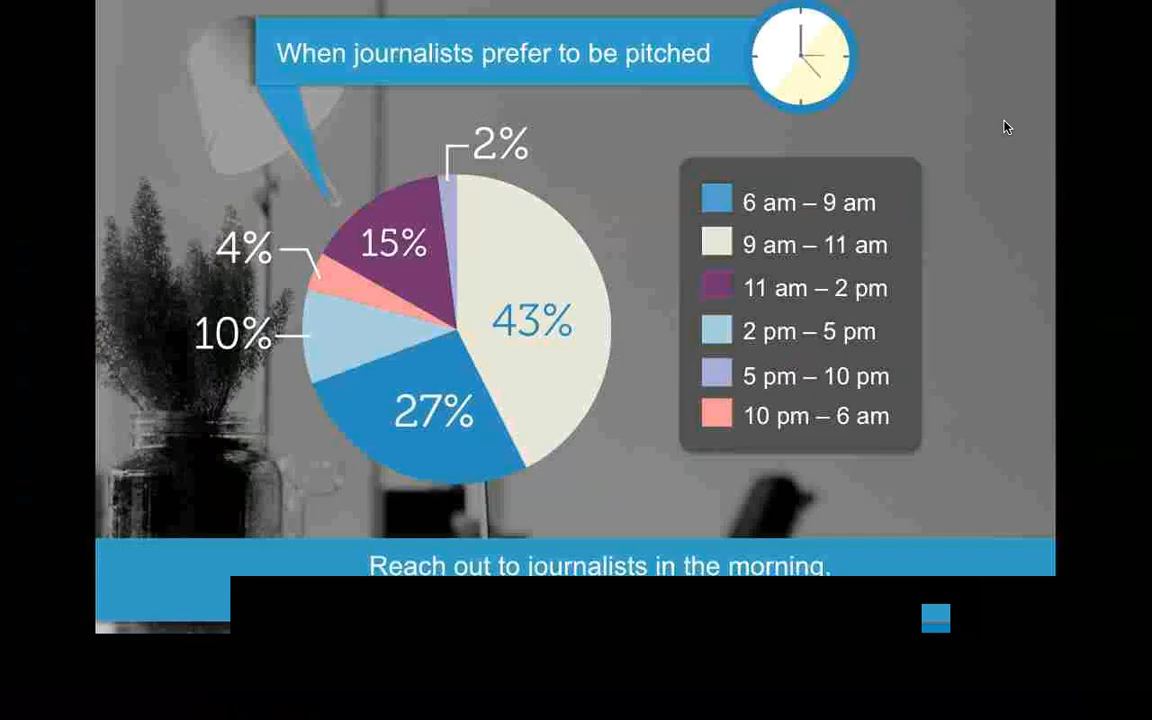 When journalists prefer to be pitched
2%
4%
15%
43%
10%
27%
6 am – 9 am
9 am – 11 am
11 am – 2 pm
2 pm – 5 pm
5 pm – 10 pm
10 pm – 6 am
Reach out to journalists in the morning.